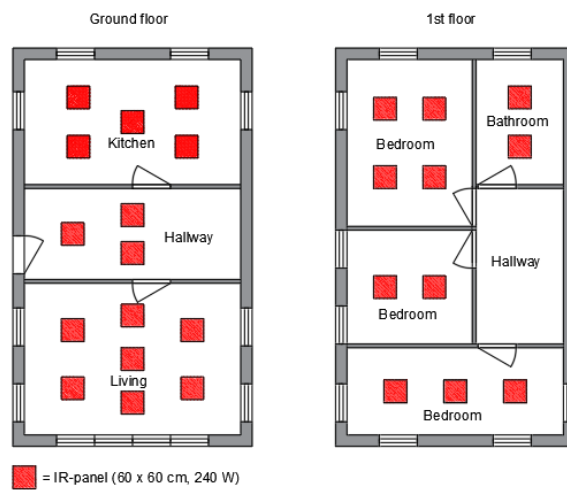 Ground floor
1st floor
Kitchen
Hallway
Living
Bedroom
Bathroom
Bedroom
Hallway
Bedroom
= IR-panel (60 x 60 cm, 240 W)